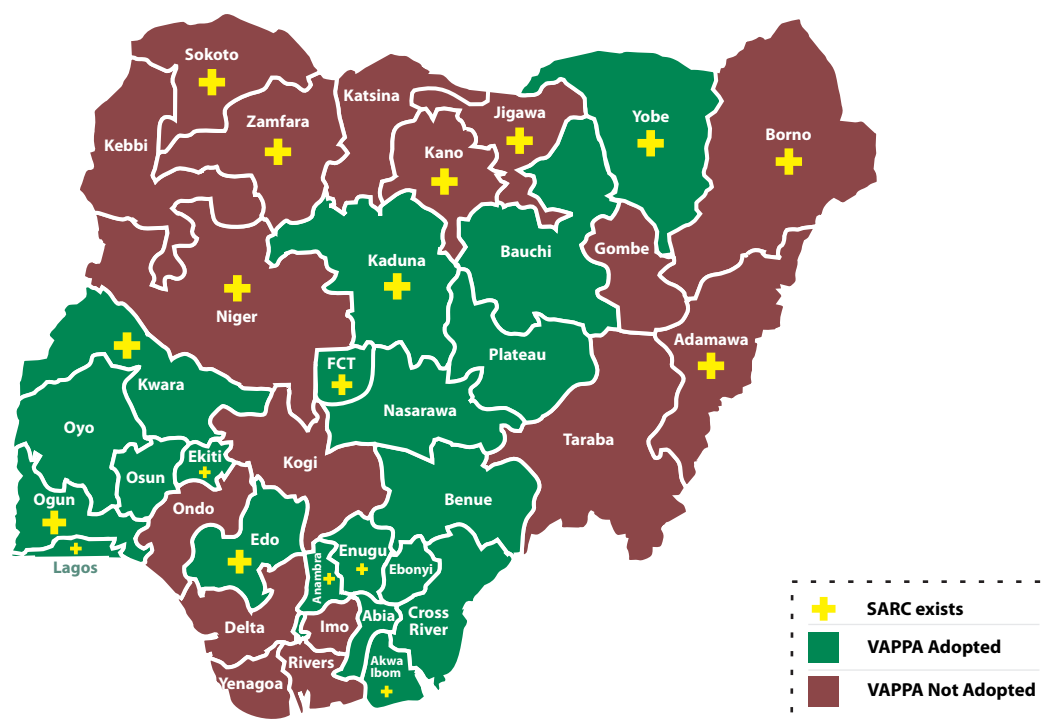 Sokoto
Katsina
Jigawa
Zamfara
Yobe
Kebbi
Kano
Borno
Bauchi
Gombe
Kaduna
Niger
Adamawa
Plateau
FCT
Kwara
Nasarawa
Oyo
Taraba
Ekiti
Kogi
Osun
Ogun
Benue
Ondo
Edo
Enugu
Lagos
Anambra
Ebonyi
Abia
Cross
River
Delta
Imo
Rivers
Akwa
Ibom
Yenagoa
SARC exists
VAPPA Adopted
VAPPA Not Adopted